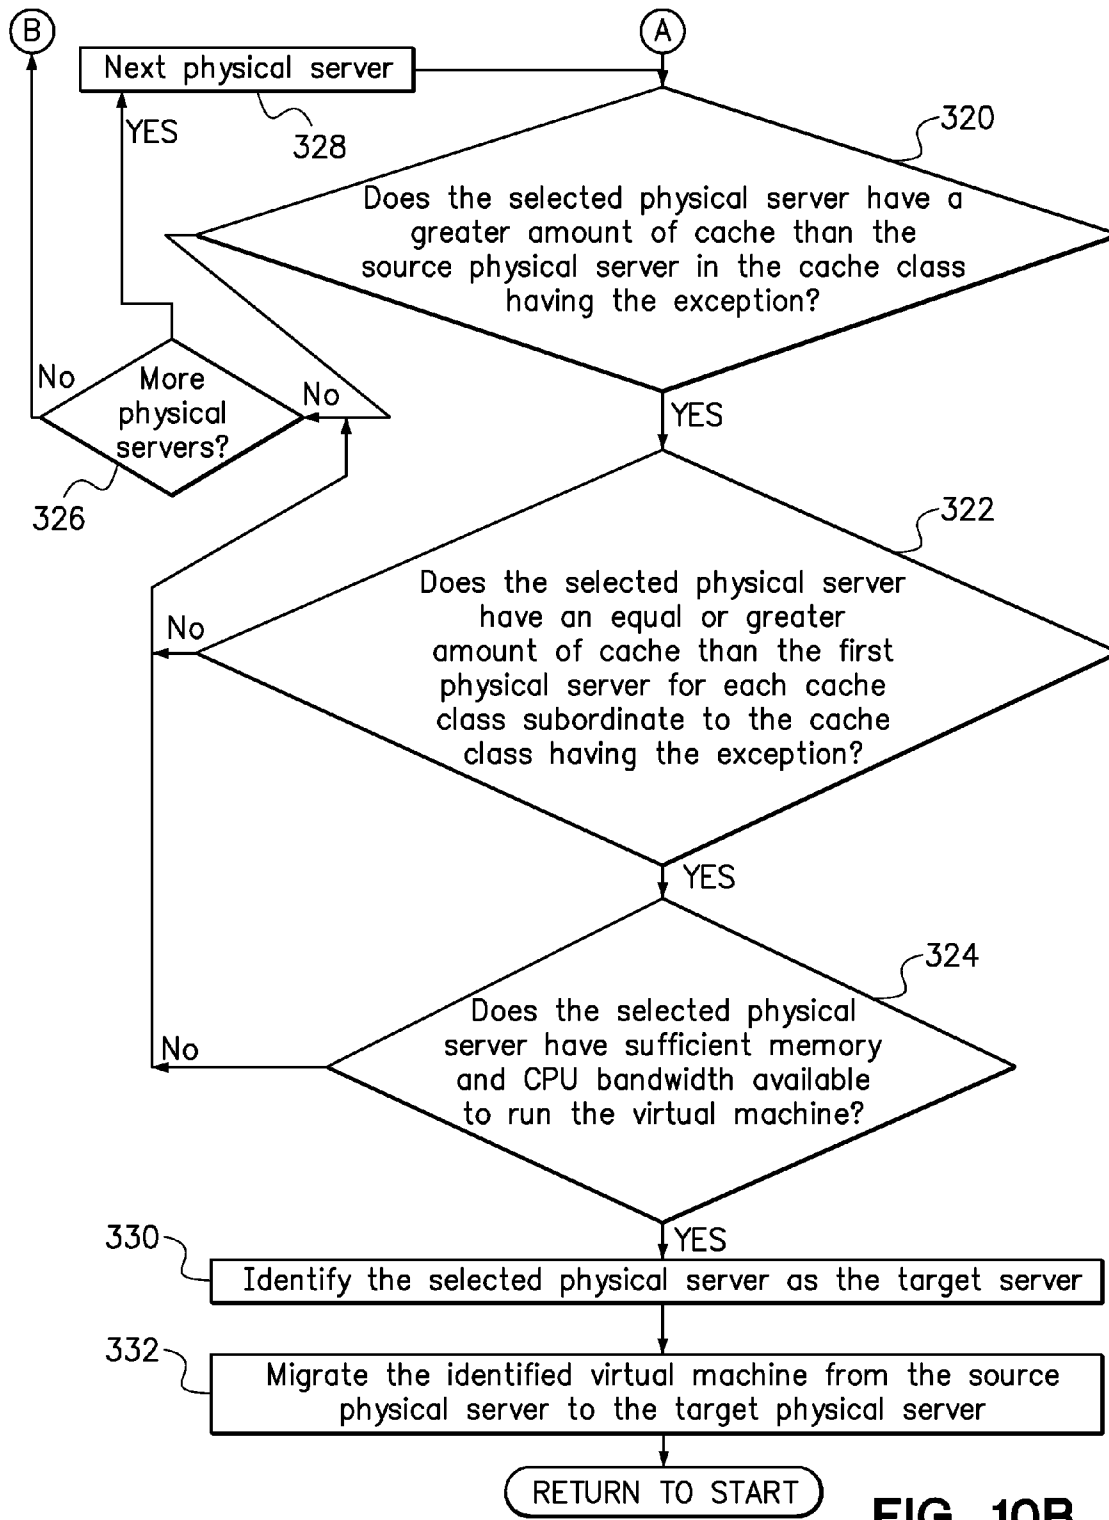 B
A
Next physical server
328
YES
320
Does the selected physical server have a
greater amount of cache than the
source physical server in the cache class
having the exception?
No
More
physical
servers?
No
326
YES
322
Does the selected physical server
have an equal or greater
amount of cache than the first
physical server for each cache
class subordinate to the cache
class having the exception?
No
YES
324
Does the selected physical
server have sufficient memory
and CPU bandwidth available
to run the virtual machine?
No
YES
330
Identify the selected physical server as the target server
332
Migrate the identified virtual machine from the source
physical server to the target physical server
RETURN TO START
FIG. 10B